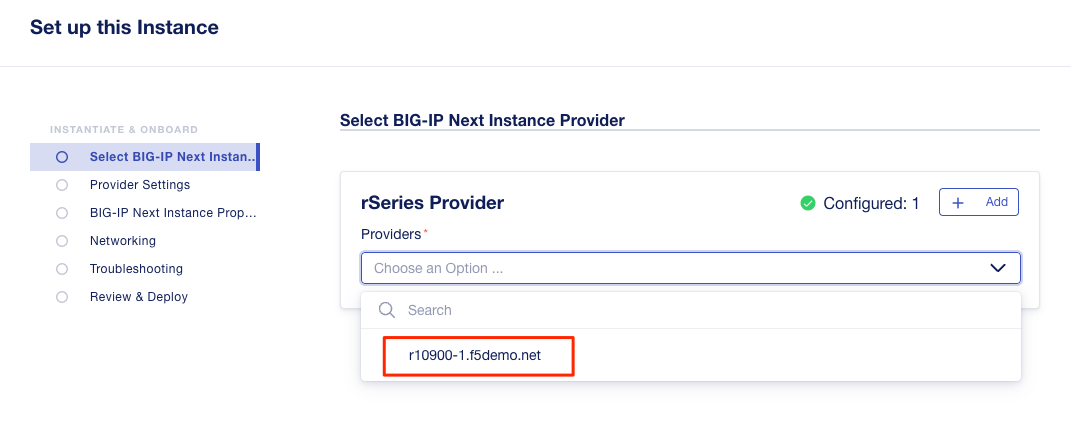 Set up this Instance
INSTANTIATE & ONBOARD
Select BIG-IP Next Instan...
Provider Settings
BIG-IP Next Instance Prop...
Networking
Troubleshooting
Review & Deploy
Select BIG-IP Next Instance Provider
rSeries Provider
Configured: 1
+ Add
Providers*
Choose an Option ...
Search
r10900-1.f5demo.net